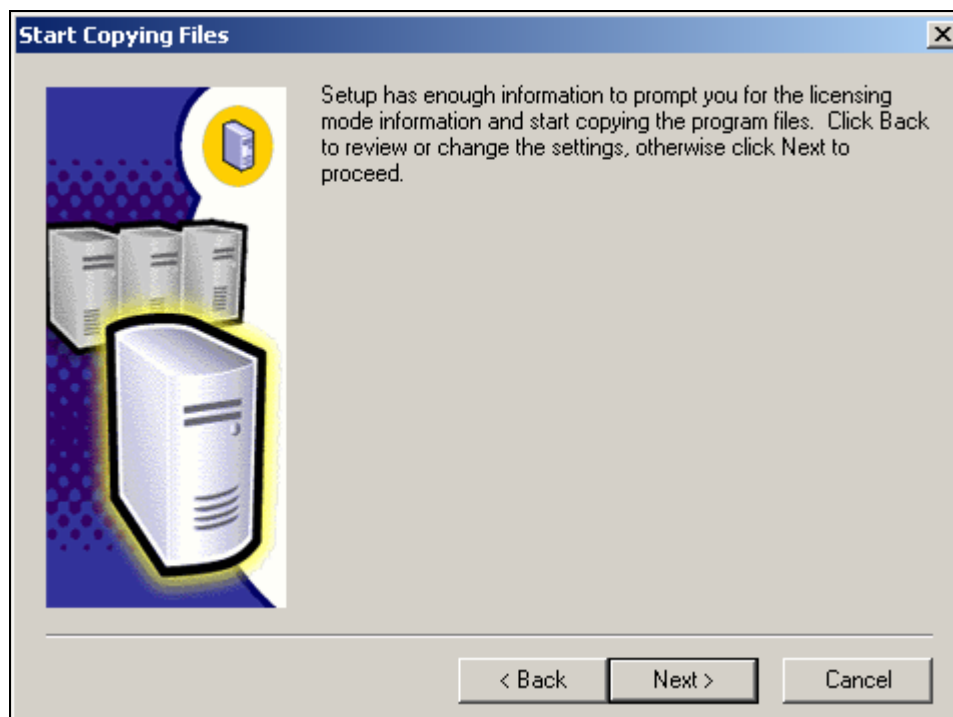 Start Copying Files
Setup has enough information to prompt you for the licensing
mode information and start copying the program files.  Click Back
to review or change the settings, otherwise click Next to
proceed.
< Back
Next >
Cancel